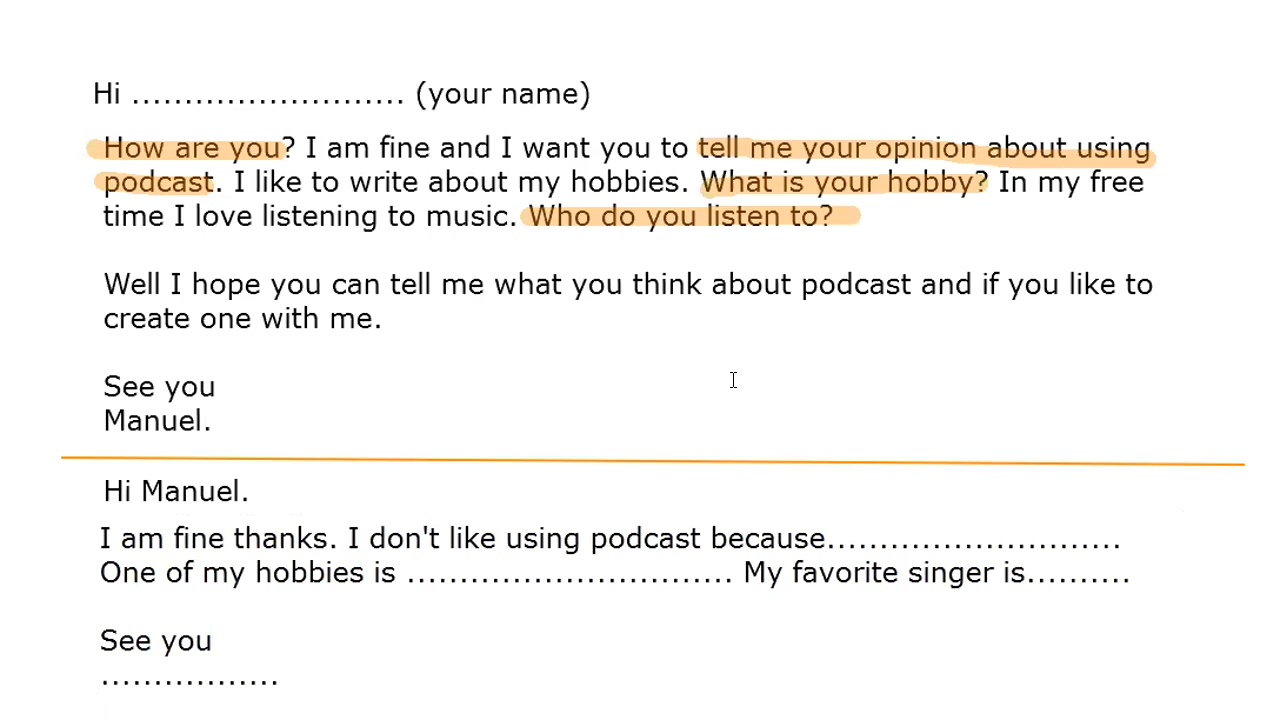 Hi .......................... (your name)
How are you? I am fine and I want you to tell me your opinion about using
podcast. I like to write about my hobbies. What is your hobby? In my free
time I love listening to music. Who do you listen to?
Well I hope you can tell me what you think about podcast and if you like to
create one with me.
See you
Manuel.
Hi Manuel.
I am fine thanks. I don't like using podcast because............................
One of my hobbies is ............................... My favorite singer is..........
See you
.................